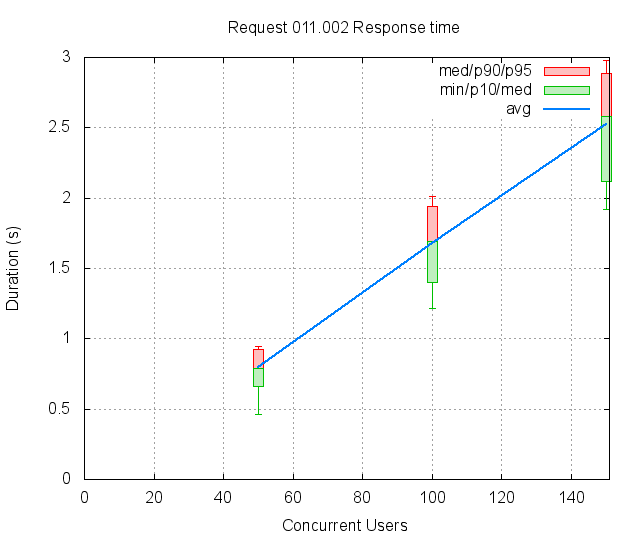 Request 011.002 Response time
3
med/p90/p95
min/p10/med
avg
2.5
2
1.5
1
0.5
0
Duration (s)
0 20 40 60 80 100 120 140
Concurrent Users